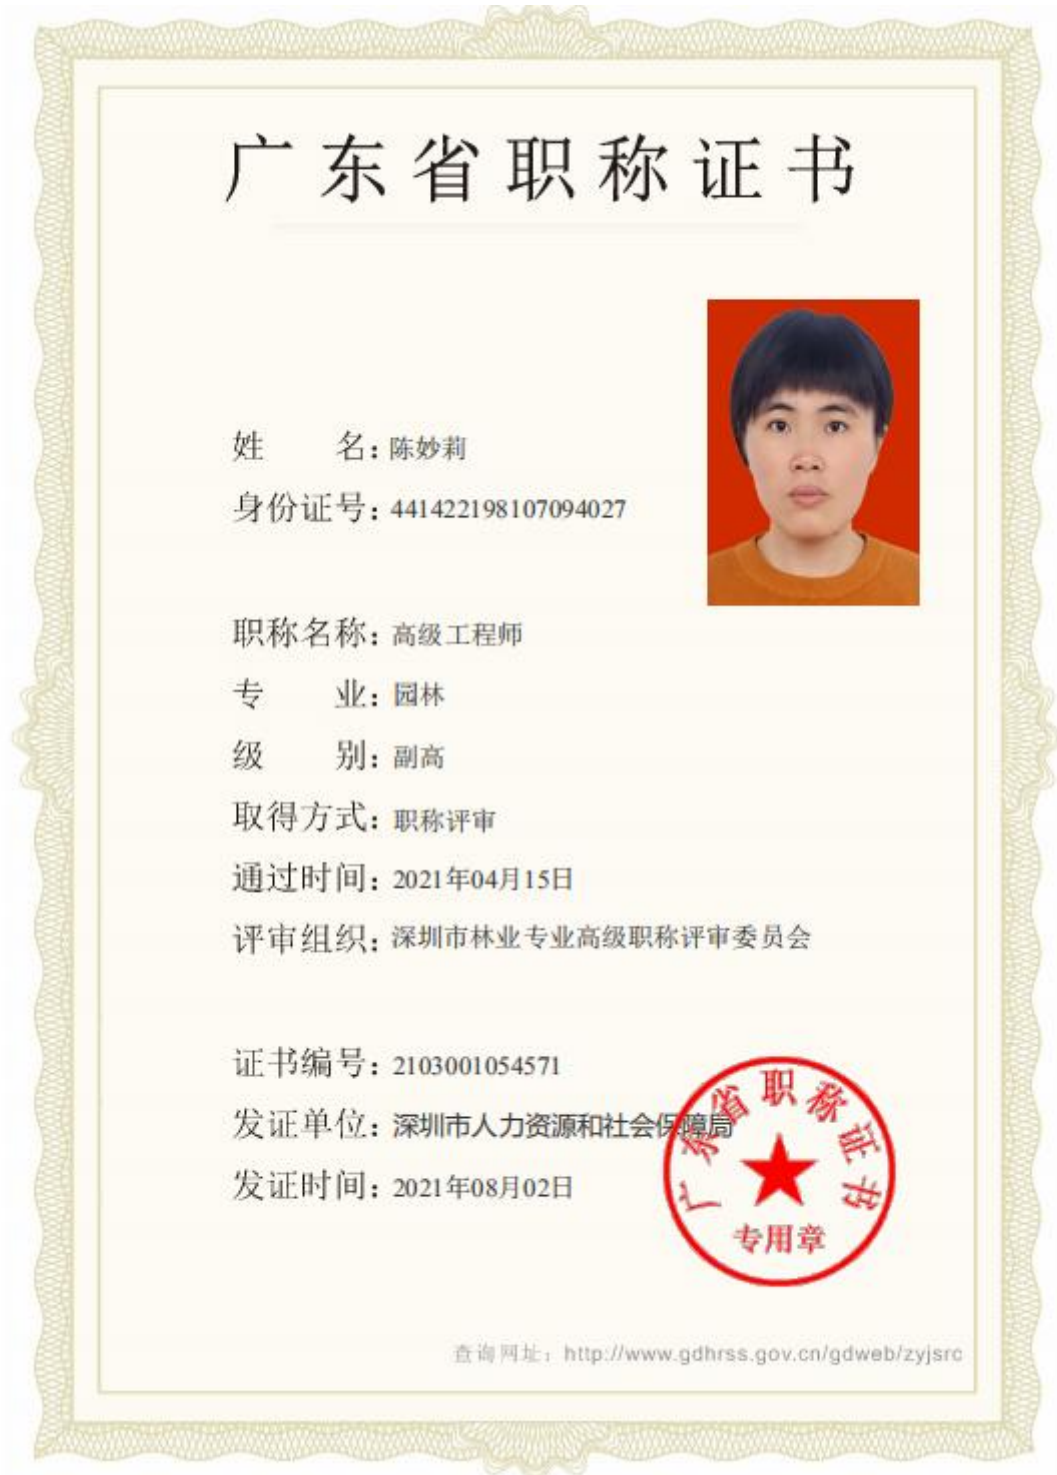 广东省职称证书
姓 名：陈妙莉
身份证号：441422198107094027
职称名称：高级工程师
专 业：园林
级 别：副高
取得方式：职称评审
通过时间：2021年04月15日
评审组织：深圳市林业专业高级职称评审委员会
证书编号：2103001054571
发证单位：深圳市人力资源和社会保障局
发证时间：2021年08月02日
广东省职称证书
专用章
查询网址：http://www.gdhrss.gov.cn/gdweb/zyjsrc